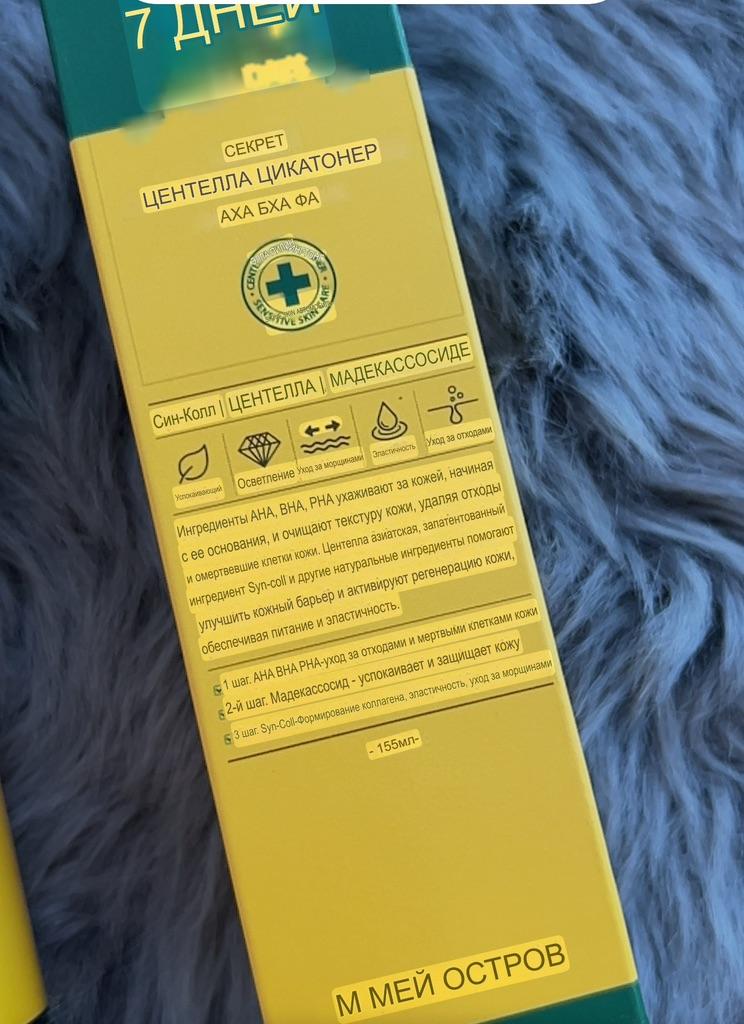 7 ДНЕЙ
СЕКРЕТ
ЦЕНТЕЛЛА ЦИКАТОНЕР
АХА БХА ФА
SENSITIVE SKIN CARE
Син-Колл | ЦЕНТЕЛЛА | МАДЕКАССОСИДЕ
Успокаивающий Осветление Уход за морщинами Эластичность Уход за отходами
Ингредиенты AHA, BHA, PHA ухаживают за кожей, начиная
с ее основания, и очищают текстуру кожи, удаляя отходы
и омертвевшие клетки кожи. Центелла азиатская, запатентованный
ингредиент Syn-coll и другие натуральные ингредиенты помогают
улучшить кожный барьер и активируют регенерацию кожи,
обеспечивая питание и эластичность.
1 шаг. AHA BHA PHA-уход за отходами и мертвыми клетками кожи
2-й шаг. Мадекассосид - успокаивает и защищает кожу
3 шаг. Syn-Coll-Формирование коллагена, эластичность, уход за морщинами
- 155мл-
М МЕЙ ОСТРОВ